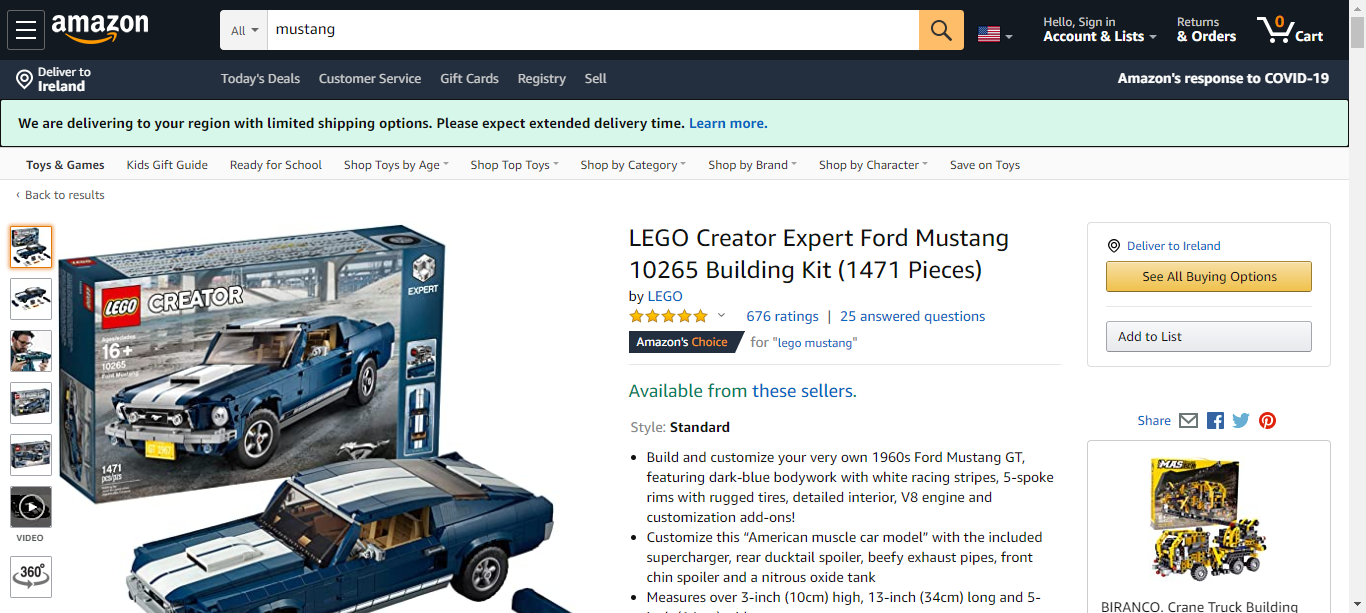 amazon
All
mustang
Hello, Sign in
Account & Lists
Returns
& Orders
0
Cart
Deliver to
Ireland
Today's Deals
Customer Service
Gift Cards
Registry
Sell
Amazon's response to COVID-19
We are delivering to your region with limited shipping options. Please expect extended delivery time. Learn more.
Toys & Games
Kids Gift Guide
Ready for School
Shop Toys by Age
Shop Top Toys
Shop by Category
Shop by Brand
Shop by Character
Save on Toys
‹ Back to results
VIDEO
360°
LEGO
CREATOR
EXPERT
Ages/edades
16+
10265
Ford Mustang
1471
pcs/pzs
LEGO Creator Expert Ford Mustang
10265 Building Kit (1471 Pieces)
by LEGO
676 ratings | 25 answered questions
Amazon's Choice for "lego mustang"
Available from these sellers.
Style: Standard
• Build and customize your very own 1960s Ford Mustang GT,
featuring dark-blue bodywork with white racing stripes, 5-spoke
rims with rugged tires, detailed interior, V8 engine and
customization add-ons!
• Customize this “American muscle car model” with the included
supercharger, rear ducktail spoiler, beefy exhaust pipes, front
chin spoiler and a nitrous oxide tank
• Measures over 3-inch (10cm) high, 13-inch (34cm) long and 5-
Deliver to Ireland
See All Buying Options
Add to List
Share
BIRANCO. Crane Truck Building